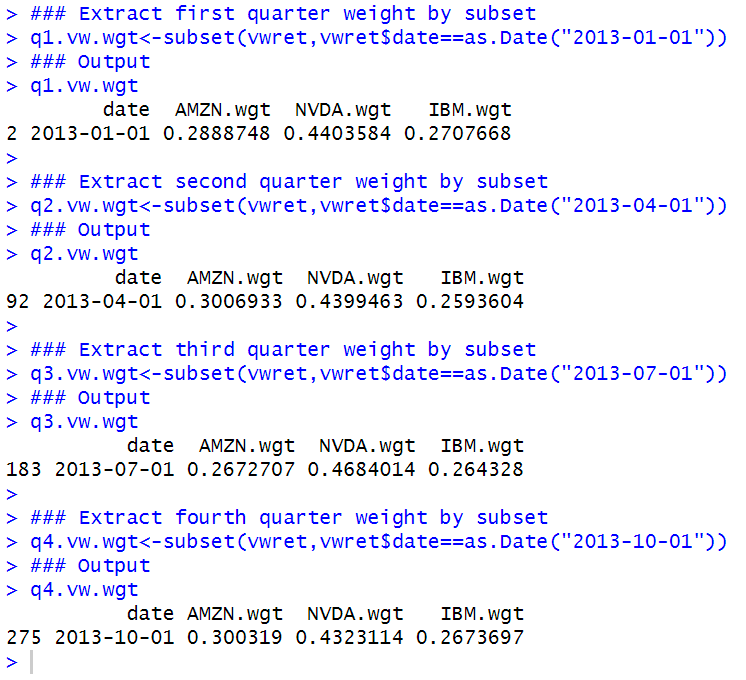 > ### Extract first quarter weight by subset
> q1.vw.wgt<-subset(vwret,vwret$date==as.Date("2013-01-01"))
> ### Output
> q1.vw.wgt
        date  AMZN.wgt  NVDA.wgt  IBM.wgt
2 2013-01-01 0.2888748 0.4403584 0.2707668
>
> ### Extract second quarter weight by subset
> q2.vw.wgt<-subset(vwret,vwret$date==as.Date("2013-04-01"))
> ### Output
> q2.vw.wgt
         date  AMZN.wgt  NVDA.wgt   IBM.wgt
92 2013-04-01 0.3006933 0.4399463 0.2593604
>
> ### Extract third quarter weight by subset
> q3.vw.wgt<-subset(vwret,vwret$date==as.Date("2013-07-01"))
> ### Output
> q3.vw.wgt
          date  AMZN.wgt  NVDA.wgt  IBM.wgt
183 2013-07-01 0.2672707 0.4684014 0.264328
>
> ### Extract fourth quarter weight by subset
> q4.vw.wgt<-subset(vwret,vwret$date==as.Date("2013-10-01"))
> ### Output
> q4.vw.wgt
          date AMZN.wgt  NVDA.wgt   IBM.wgt
275 2013-10-01 0.300319 0.4323114 0.2673697
>